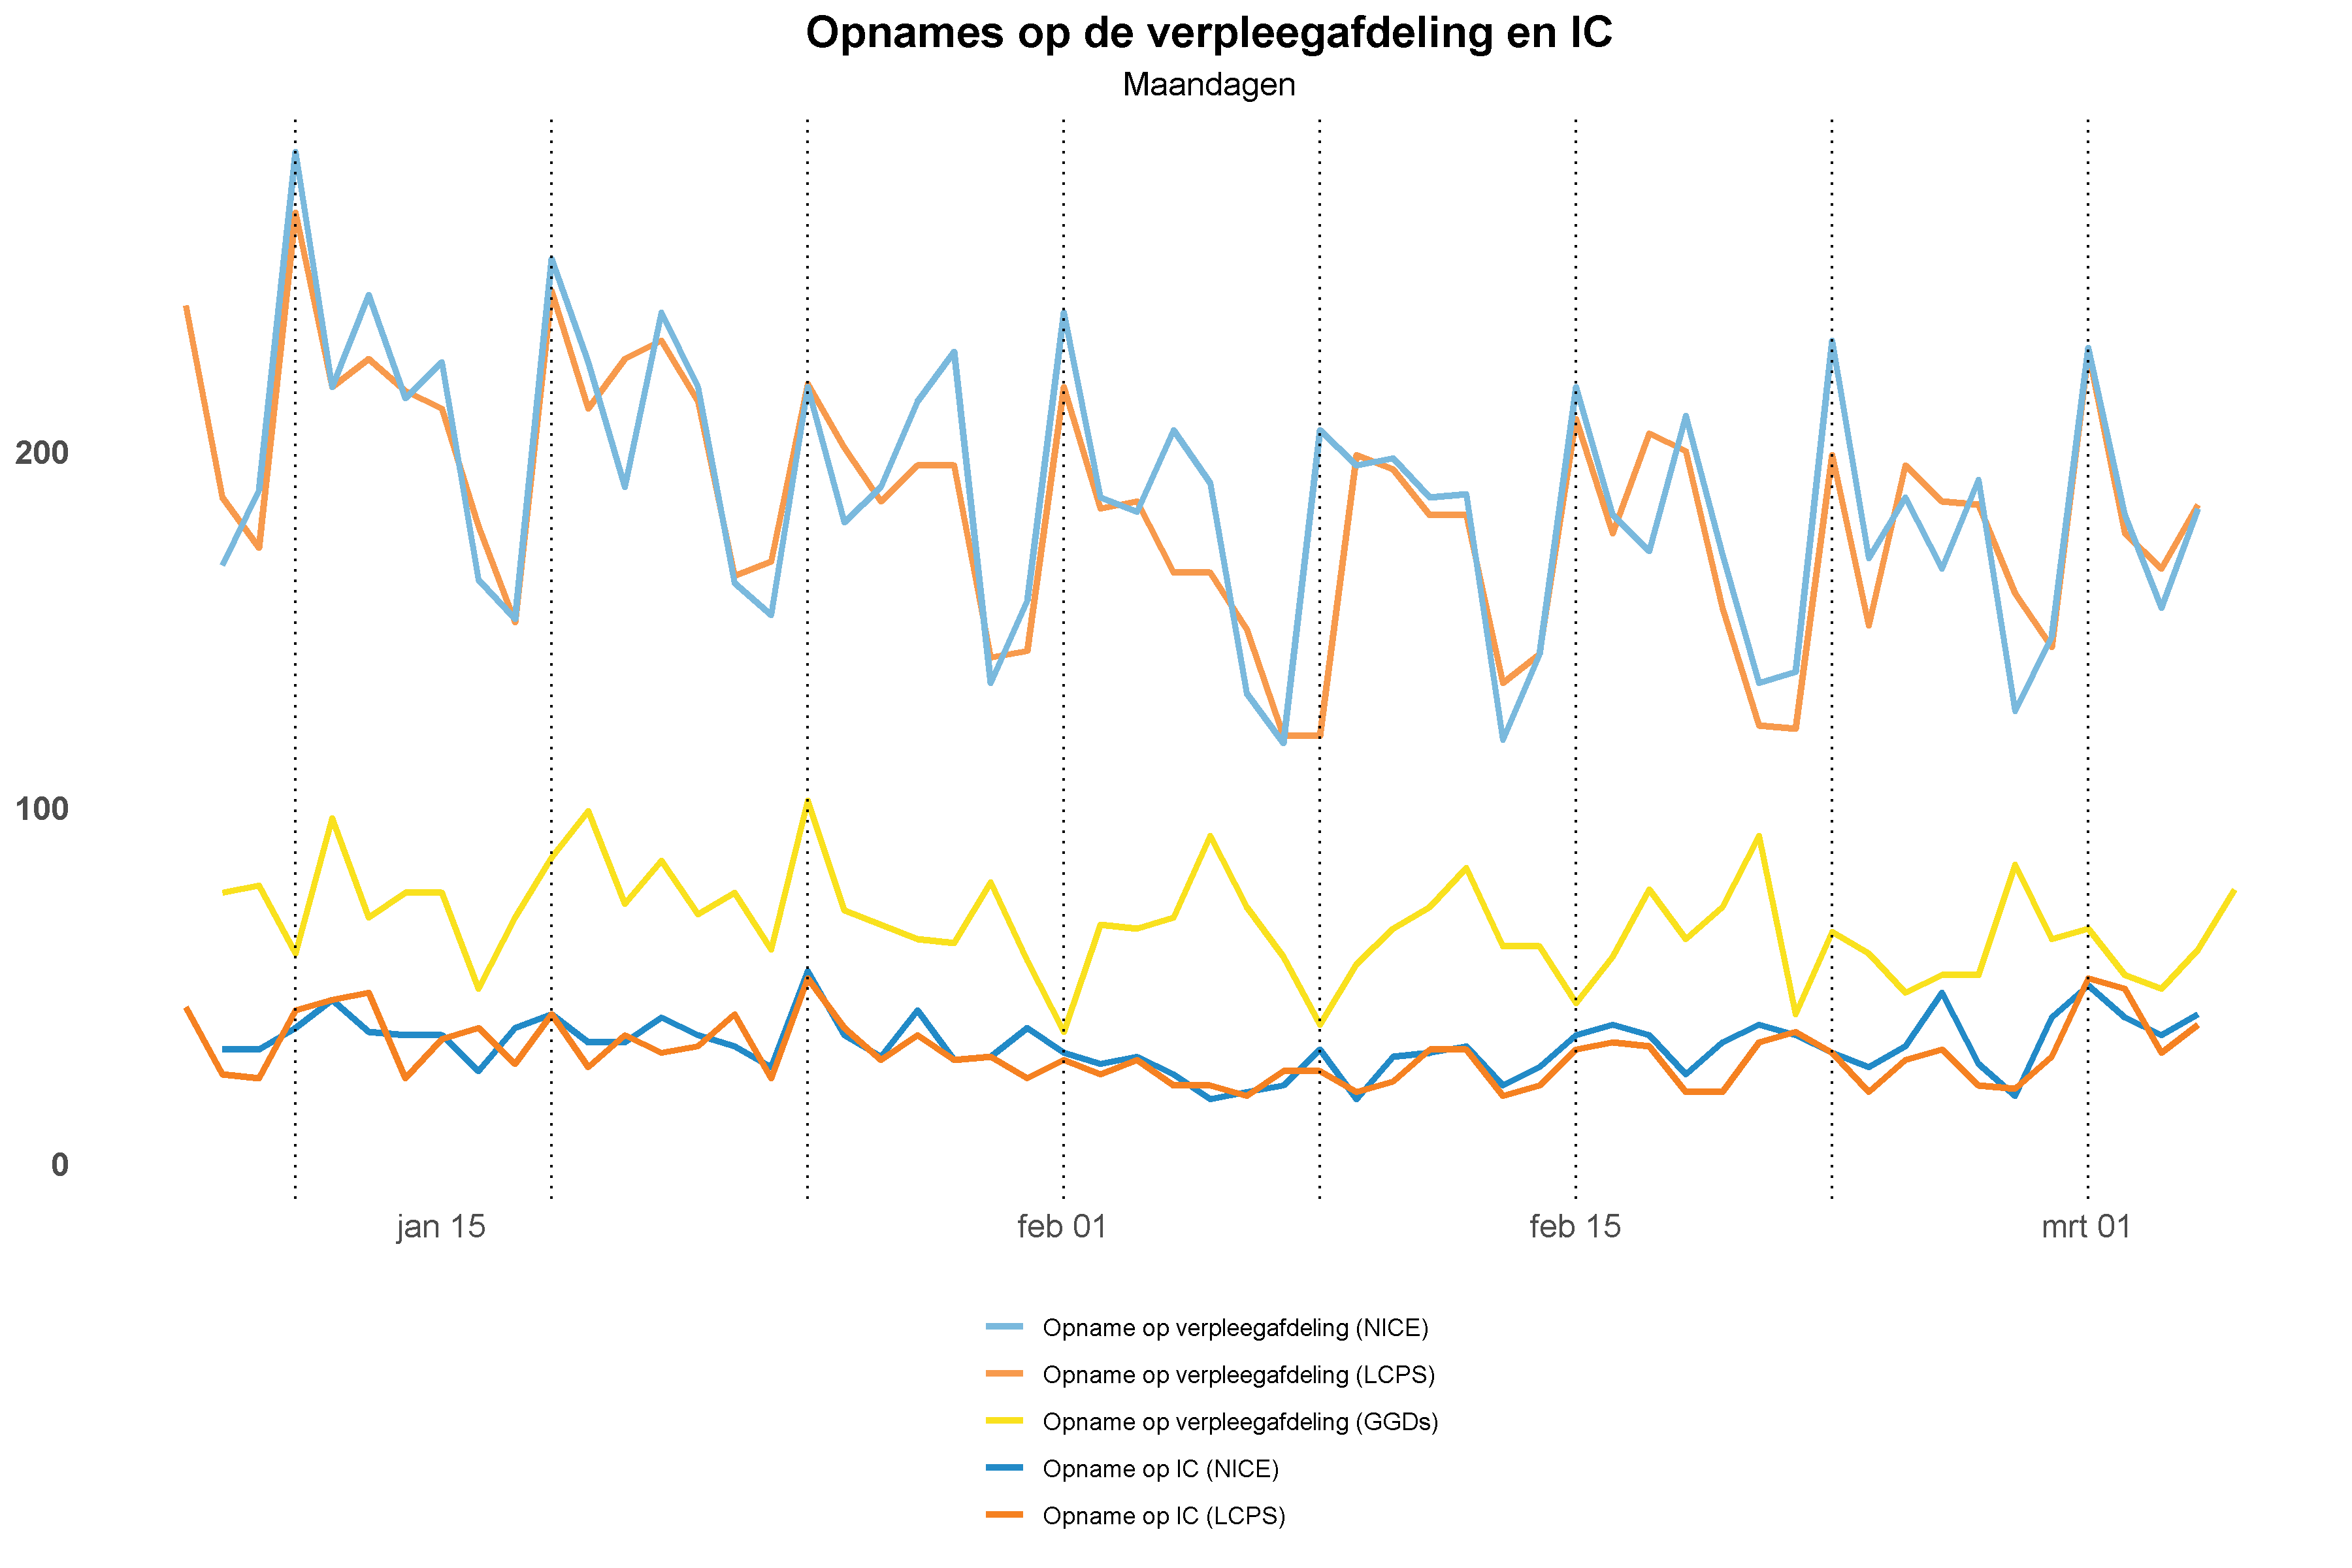 Opnames op de verpleegafdeling en IC
Maandagen
200
100
0
jan 15
feb 01
feb 15
mrt 01
Opname op verpleegafdeling (NICE)
Opname op verpleegafdeling (LCPS)
Opname op verpleegafdeling (GGDs)
Opname op IC (NICE)
Opname op IC (LCPS)